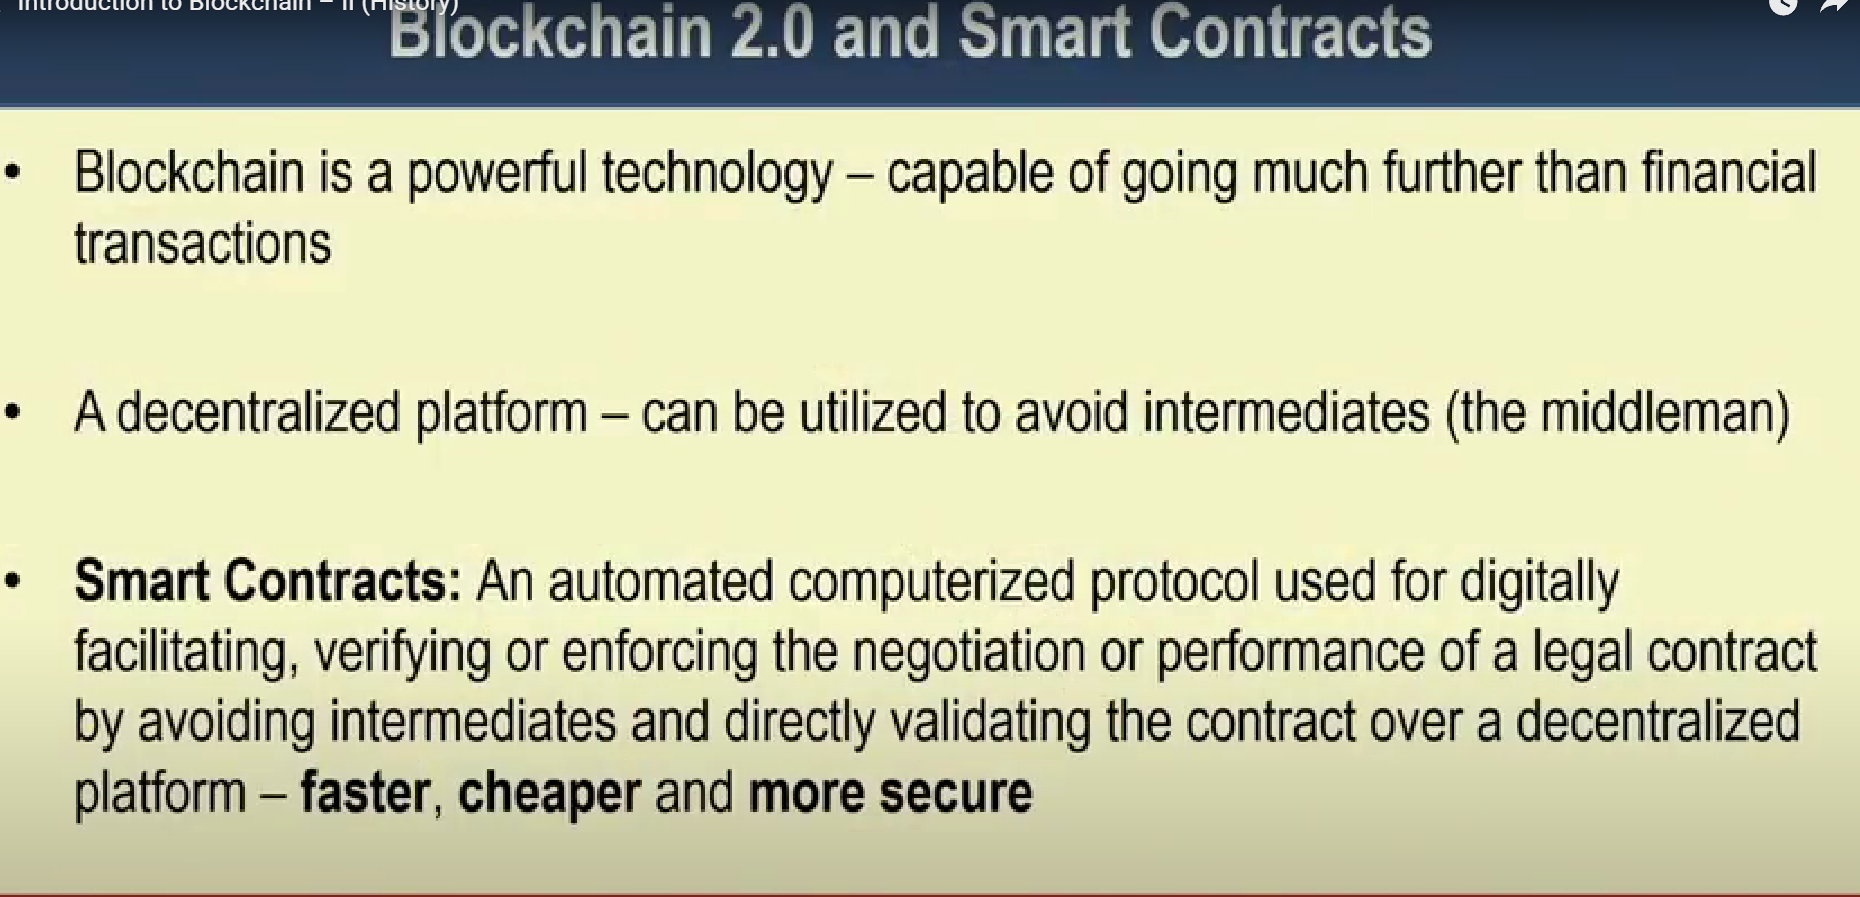 Introduction to Blockchain – II (History)
Blockchain 2.0 and Smart Contracts
• Blockchain is a powerful technology – capable of going much further than financial
transactions
• A decentralized platform – can be utilized to avoid intermediates (the middleman)
• Smart Contracts: An automated computerized protocol used for digitally
facilitating, verifying or enforcing the negotiation or performance of a legal contract
by avoiding intermediates and directly validating the contract over a decentralized
platform – faster, cheaper and more secure